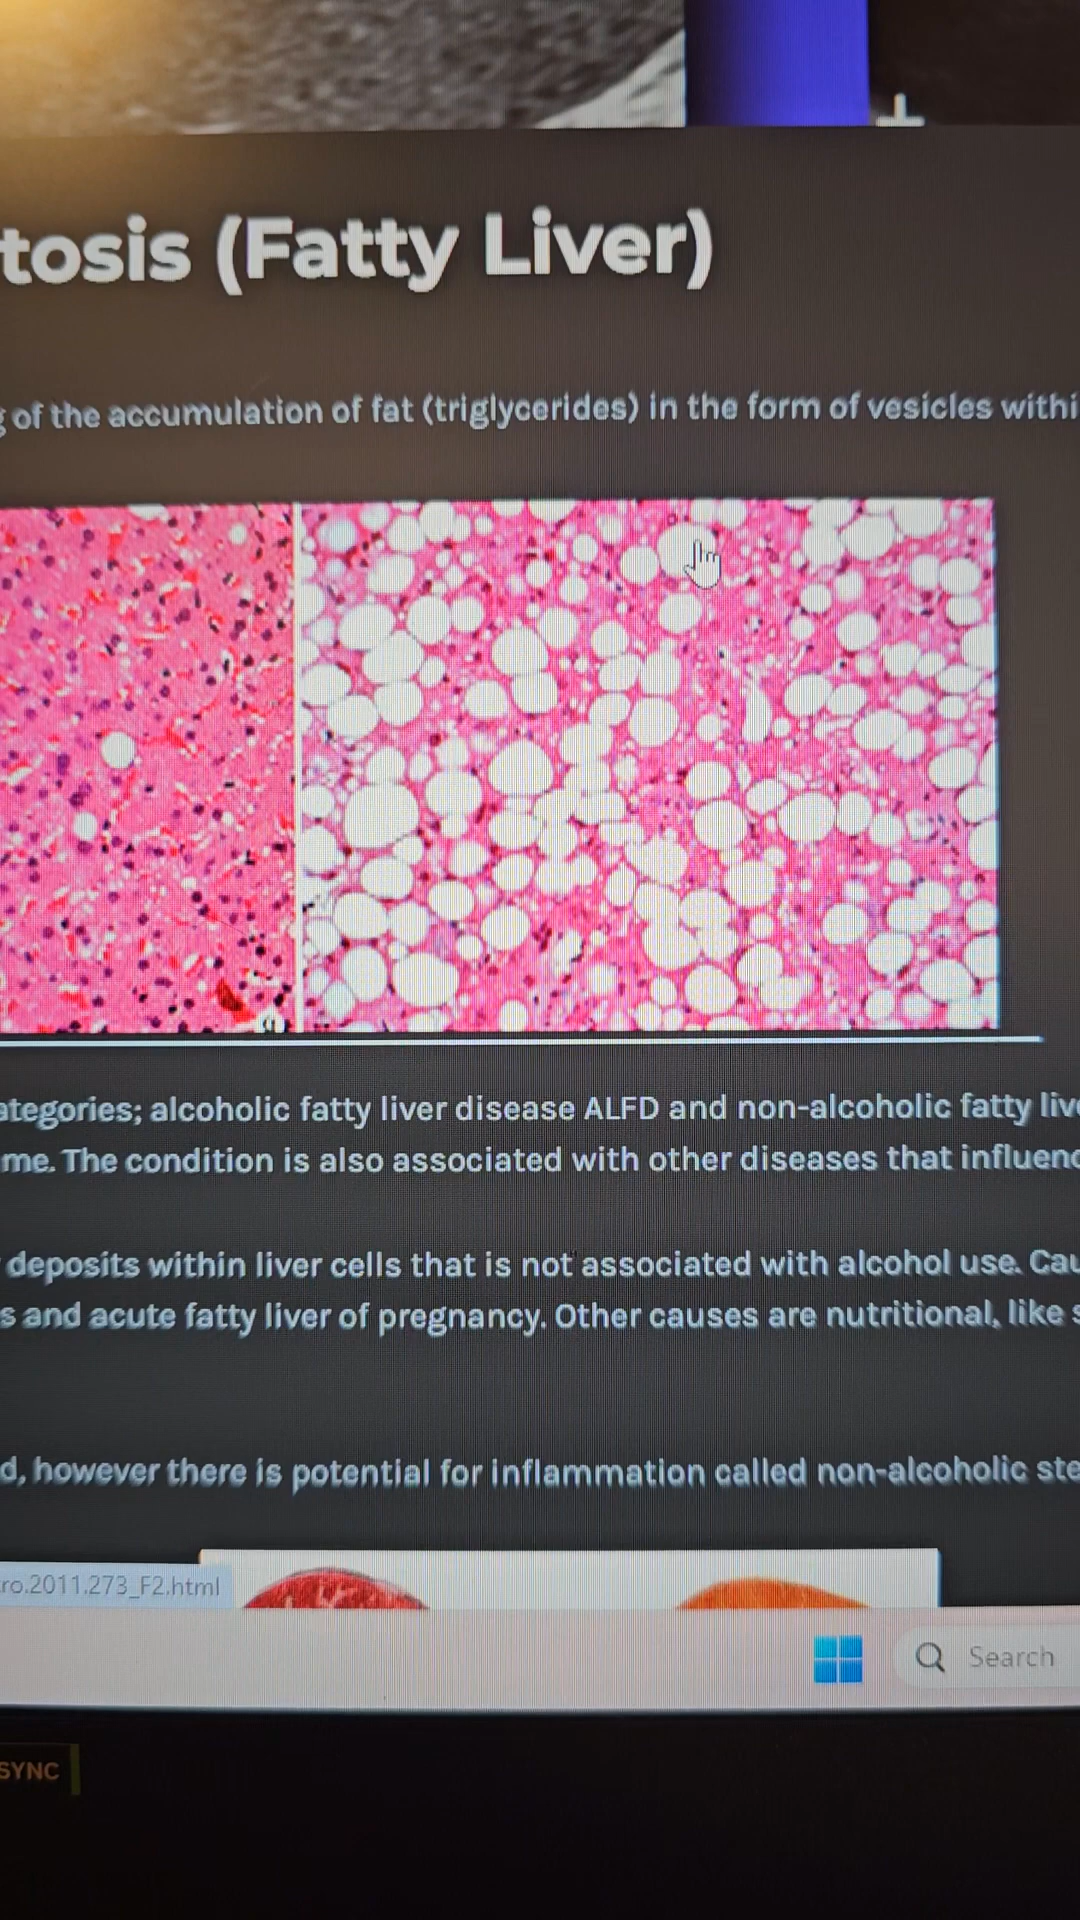 tosis (Fatty Liver)
of the accumulation of fat (triglycerides) in the form of vesicles withi
ategories; alcoholic fatty liver disease ALFD and non-alcoholic fatty live
me. The condition is also associated with other diseases that influenc
deposits within liver cells that is not associated with alcohol use. Cau
s and acute fatty liver of pregnancy. Other causes are nutritional, like s
d, however there is potential for inflammation called non-alcoholic ste
ro.2011.273_F2.html
Search
SYNC